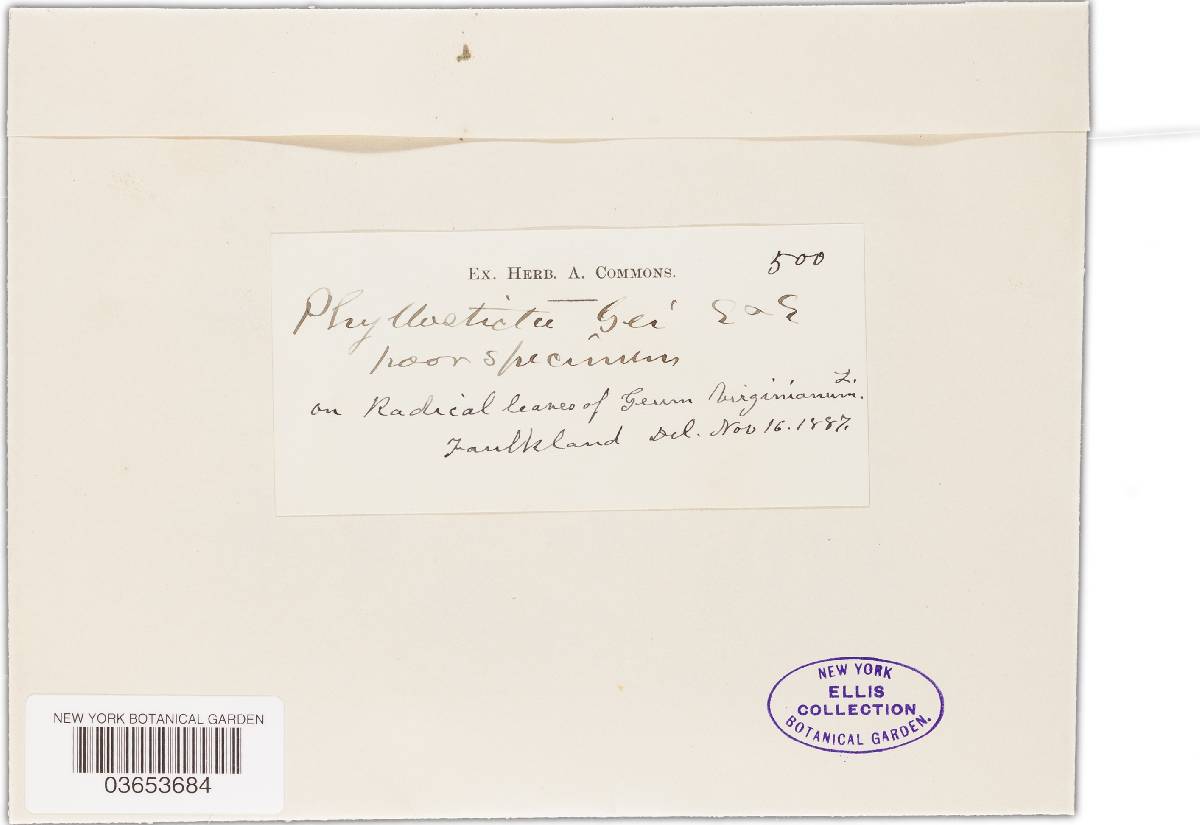 Ex. Herb. A. Commons. 500
Phyllosticta Gei E & E
poor specimens
on Radical leaves of Geum Virginianum L.
Faulkland Del. Nov 16. 1887.
NEW YORK
ELLIS
COLLECTION
BOTANICAL GARDEN.
NEW YORK BOTANICAL GARDEN
03653684